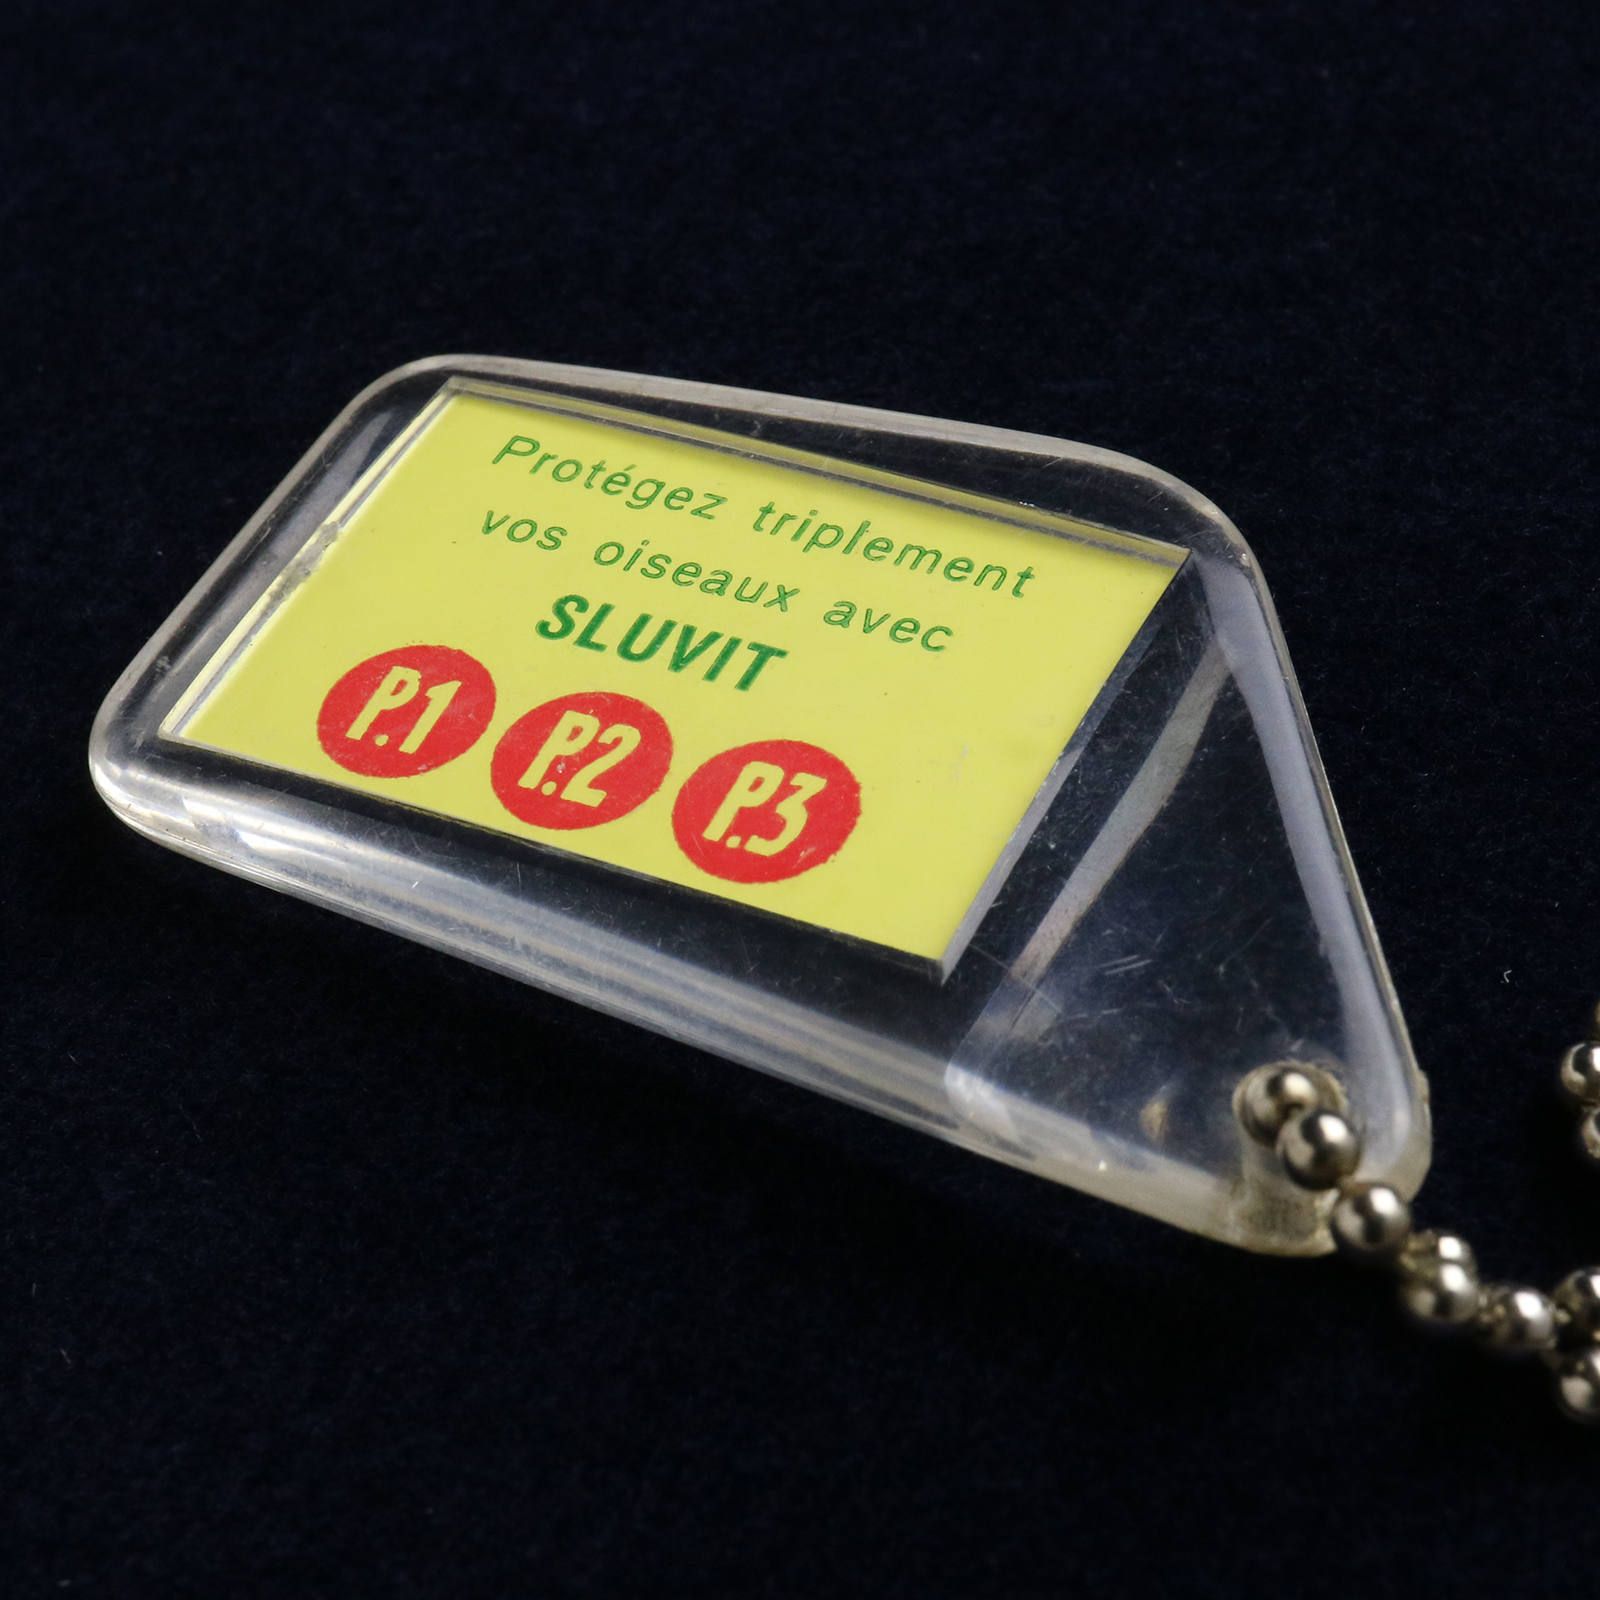 Protégez triplement
vos oiseaux avec
SLUVIT
P.1 P.2 P.3